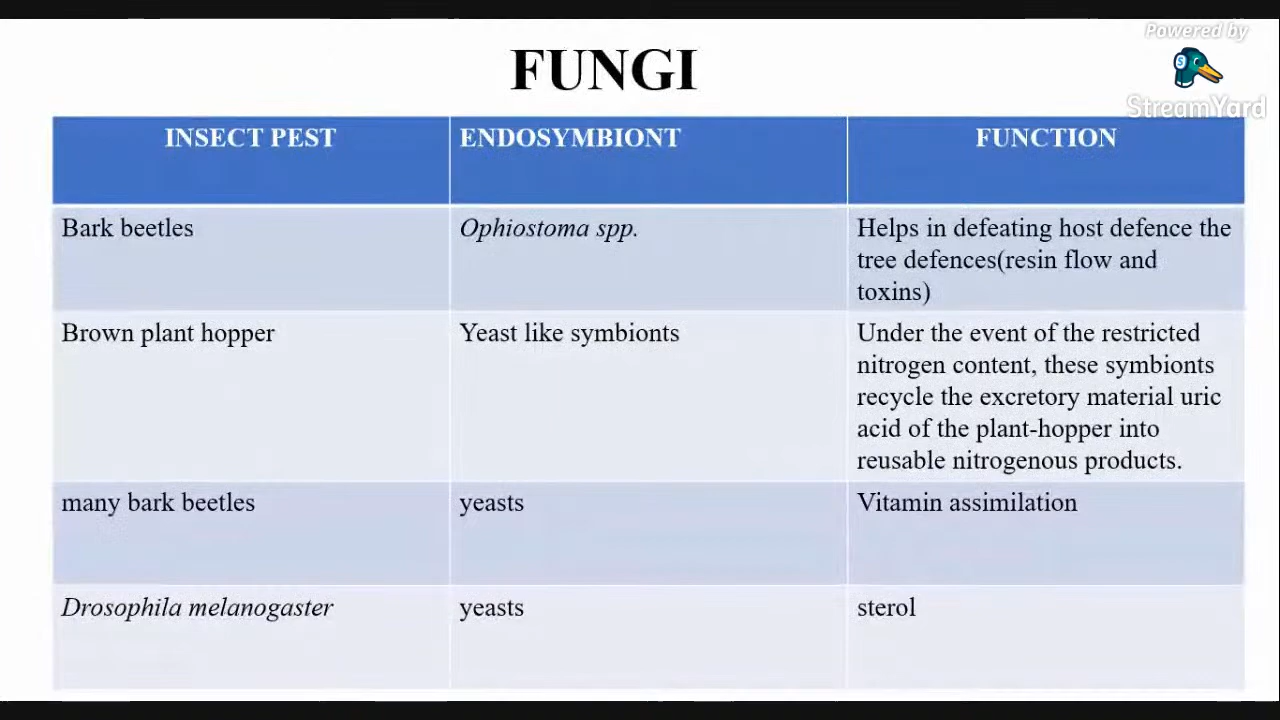 Powered by
StreamYard
FUNGI
INSECT PEST
ENDOSYMBIONT
FUNCTION
Bark beetles
Ophiostoma spp.
Helps in defeating host defence the
tree defences(resin flow and
toxins)
Brown plant hopper
Yeast like symbionts
Under the event of the restricted
nitrogen content, these symbionts
recycle the excretory material uric
acid of the plant-hopper into
reusable nitrogenous products.
many bark beetles
yeasts
Vitamin assimilation
Drosophila melanogaster
yeasts
sterol